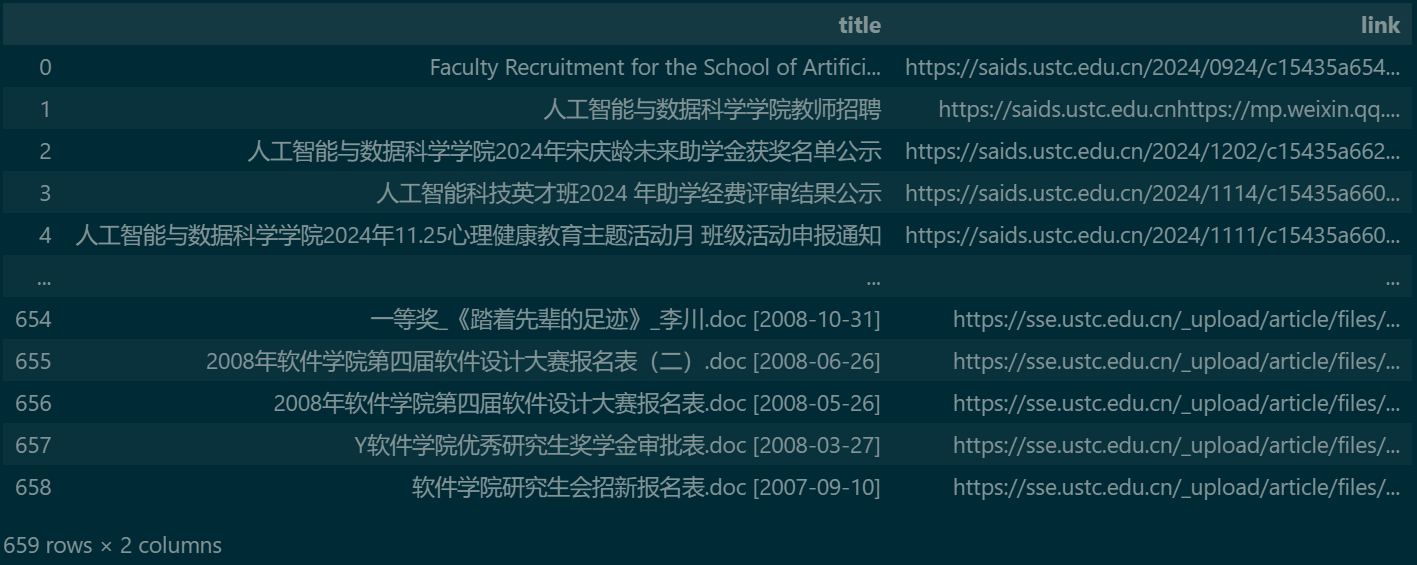 title link
0 Faculty Recruitment for the School of Artifici... https://saids.ustc.edu.cn/2024/0924/c15435a654...
1 人工智能与数据科学学院教师招聘 https://saids.ustc.edu.cnhttps://mp.weixin.qq....
2 人工智能与数据科学学院2024年宋庆龄未来助学金获奖名单公示 https://saids.ustc.edu.cn/2024/1202/c15435a662...
3 人工智能科技英才班2024 年助学经费评审结果公示 https://saids.ustc.edu.cn/2024/1114/c15435a660...
4 人工智能与数据科学学院2024年11.25心理健康教育主题活动月 班级活动申报通知 https://saids.ustc.edu.cn/2024/1111/c15435a660...
... ... ...
654 一等奖_《踏着先辈的足迹》_李川.doc [2008-10-31] https://sse.ustc.edu.cn/_upload/article/files/...
655 2008年软件学院第四届软件设计大赛报名表（二）.doc [2008-06-26] https://sse.ustc.edu.cn/_upload/article/files/...
656 2008年软件学院第四届软件设计大赛报名表.doc [2008-05-26] https://sse.ustc.edu.cn/_upload/article/files/...
657 Y软件学院优秀研究生奖学金审批表.doc [2008-03-27] https://sse.ustc.edu.cn/_upload/article/files/...
658 软件学院研究生会招新报名表.doc [2007-09-10] https://sse.ustc.edu.cn/_upload/article/files/...
659 rows × 2 columns